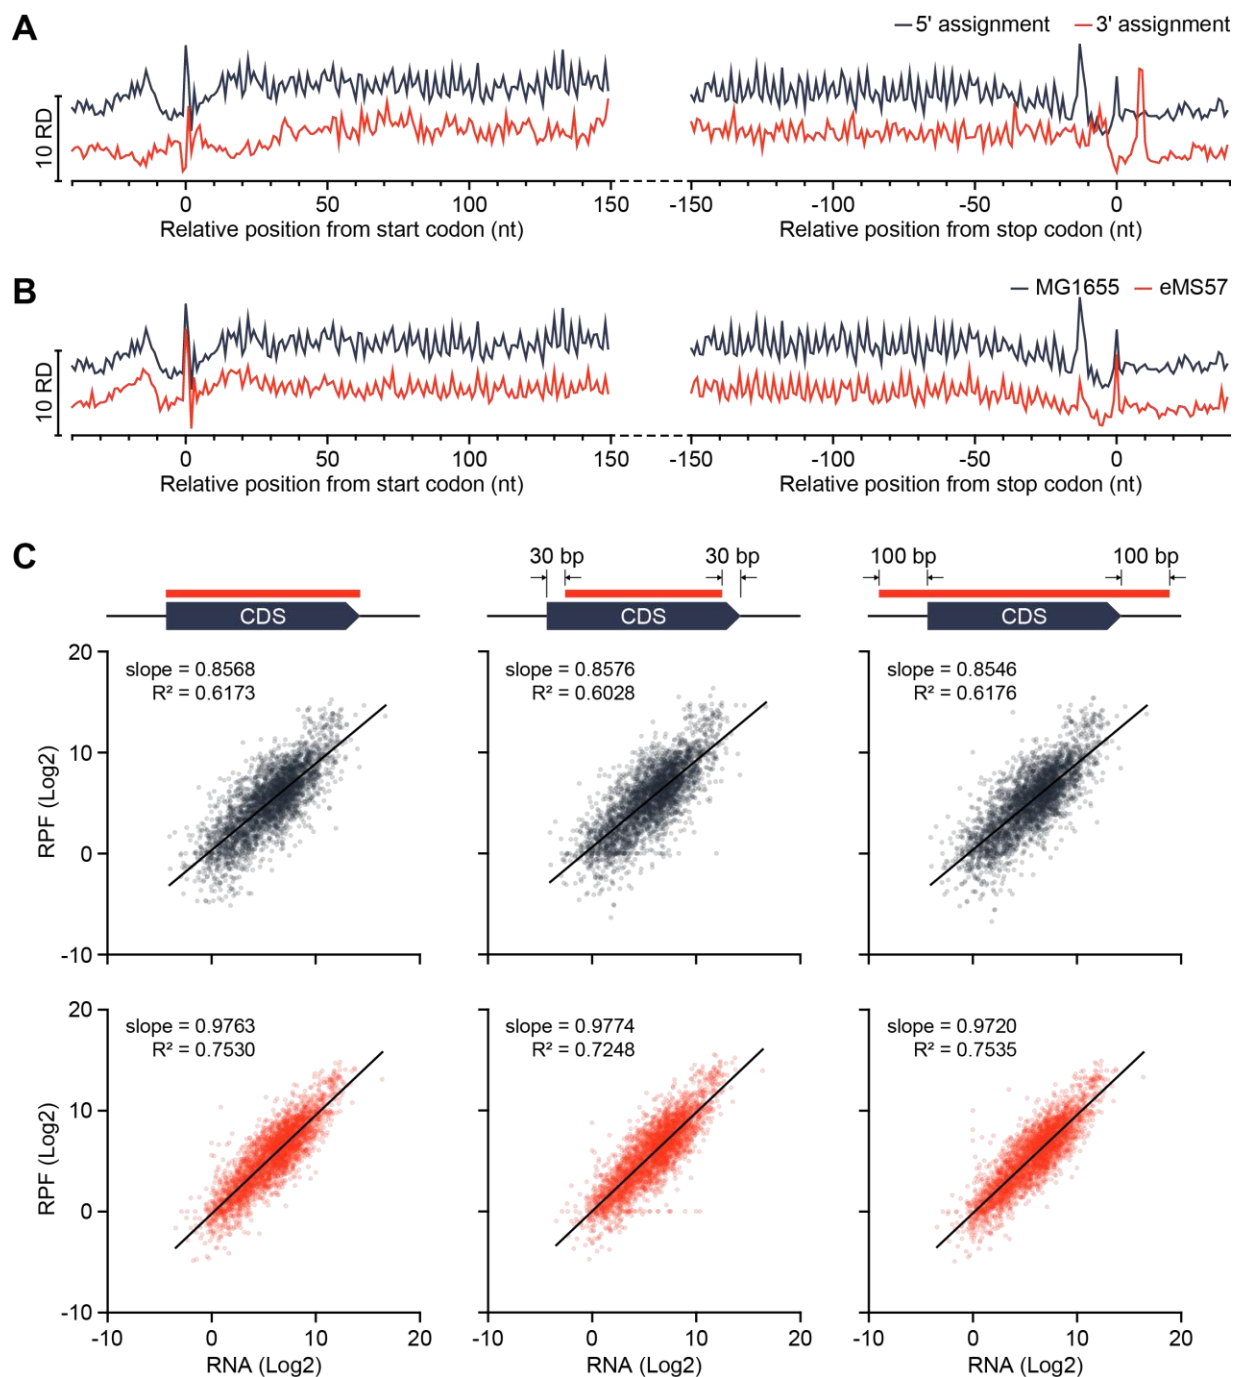 A
5' assignment 3' assignment
10 RD
0 50 100 150 -150 -100 -50 0
Relative position from start codon (nt) Relative position from stop codon (nt)
B
MG1655 eMS57
10 RD
0 50 100 150 -150 -100 -50 0
Relative position from start codon (nt) Relative position from stop codon (nt)
C
30 bp 30 bp 100 bp 100 bp
CDS CDS CDS
20
slope = 0.8568 slope = 0.8576 slope = 0.8546
R² = 0.6173 R² = 0.6028 R² = 0.6176
10
RPF (Log2)
0
-10
20
slope = 0.9763 slope = 0.9774 slope = 0.9720
R² = 0.7530 R² = 0.7248 R² = 0.7535
10
RPF (Log2)
0
-10
-10 0 10 20 0 10 -10 0 10 20
RNA (Log2) RNA (Log2) RNA (Log2)